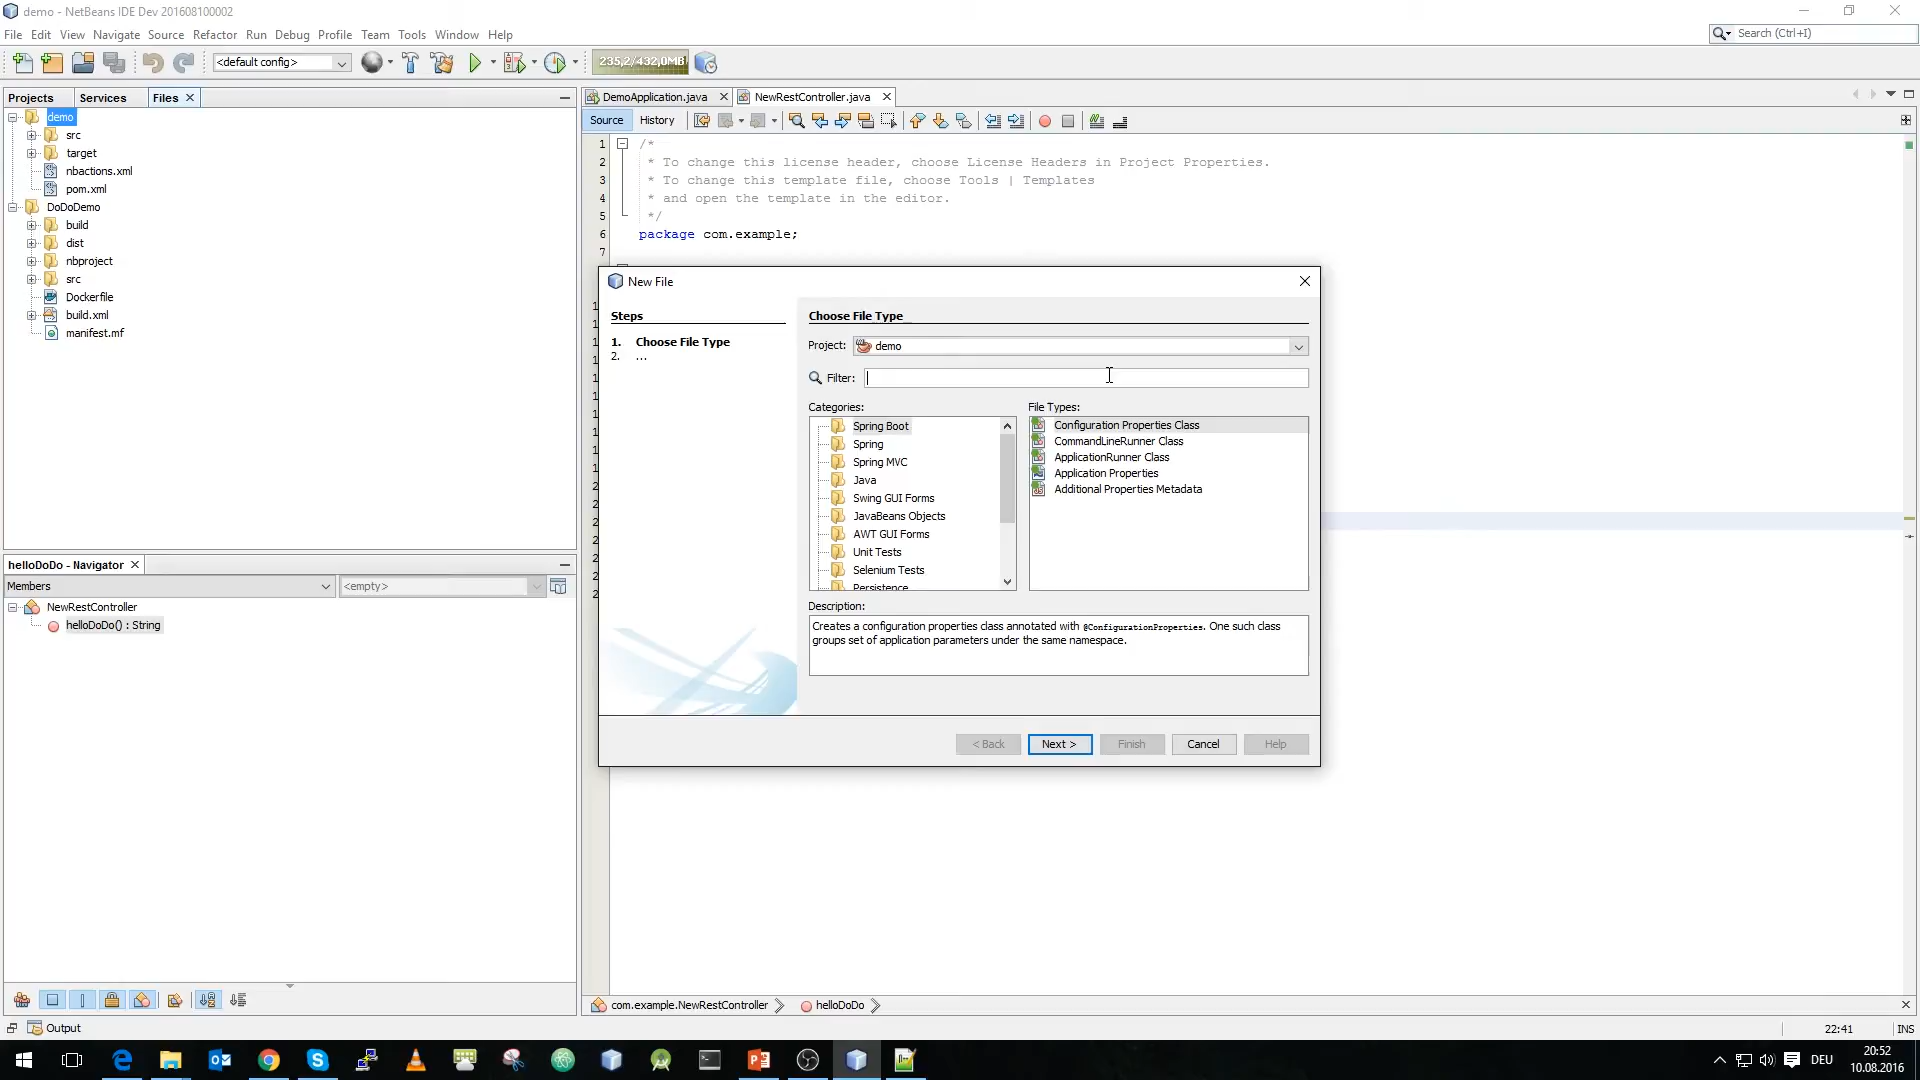 demo - NetBeans IDE Dev 201608100002
File Edit View Navigate Source Refactor Run Debug Profile Team Tools Window Help
Search (Ctrl+I)
<default config>
235,2/432,0MB
Projects Services Files
DemoApplication.java NewRestController.java
Source History
demo
src
target
nbactions.xml
pom.xml
DoDoDemo
build
dist
nbproject
src
Dockerfile
build.xml
manifest.mf
1 /*
2 * To change this license header, choose License Headers in Project Properties.
3 * To change this template file, choose Tools | Templates
4 * and open the template in the editor.
5 */
6 package com.example;
7
New File
Steps
1. Choose File Type
2. ...
Choose File Type
Project: demo
Filter:
Categories:
Spring Boot
Spring
Spring MVC
Java
Swing GUI Forms
JavaBeans Objects
AWT GUI Forms
Unit Tests
Selenium Tests
Persistence
File Types:
Configuration Properties Class
CommandLineRunner Class
ApplicationRunner Class
Application Properties
Additional Properties Metadata
Description:
Creates a configuration properties class annotated with @ConfigurationProperties. One such class
groups set of application parameters under the same namespace.
< Back Next > Finish Cancel Help
helloDoDo - Navigator
Members <empty>
NewRestController
helloDoDo() : String
com.example.NewRestController helloDoDo
Output
22:41 INS
DEU
20:52
10.08.2016